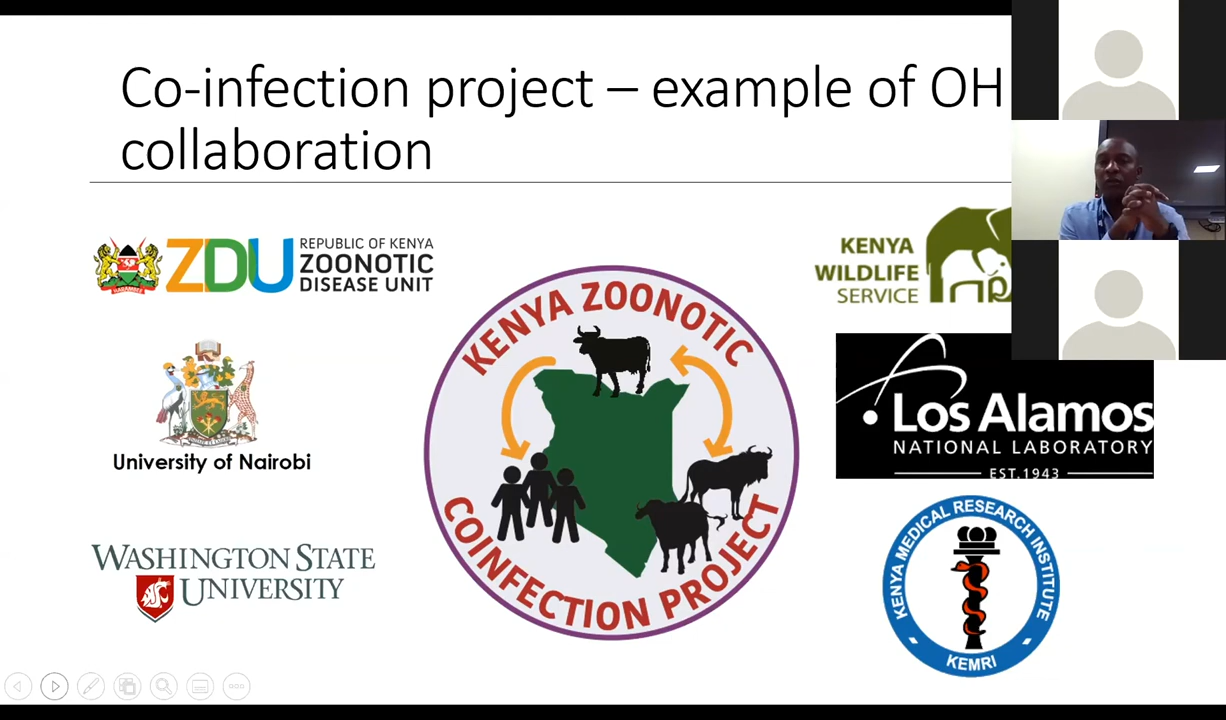 Co-infection project – example of OH
collaboration
HARAMBEE
ZDU
REPUBLIC OF KENYA
ZOONOTIC
DISEASE UNIT
KENYA
WILDLIFE
SERVICE
KENYA ZOONOTIC
COINFECTION PROJECT
University of Nairobi
Los Alamos
NATIONAL LABORATORY
EST.1943
WASHINGTON STATE
UNIVERSITY
KENYA MEDICAL RESEARCH INSTITUTE
KEMRI